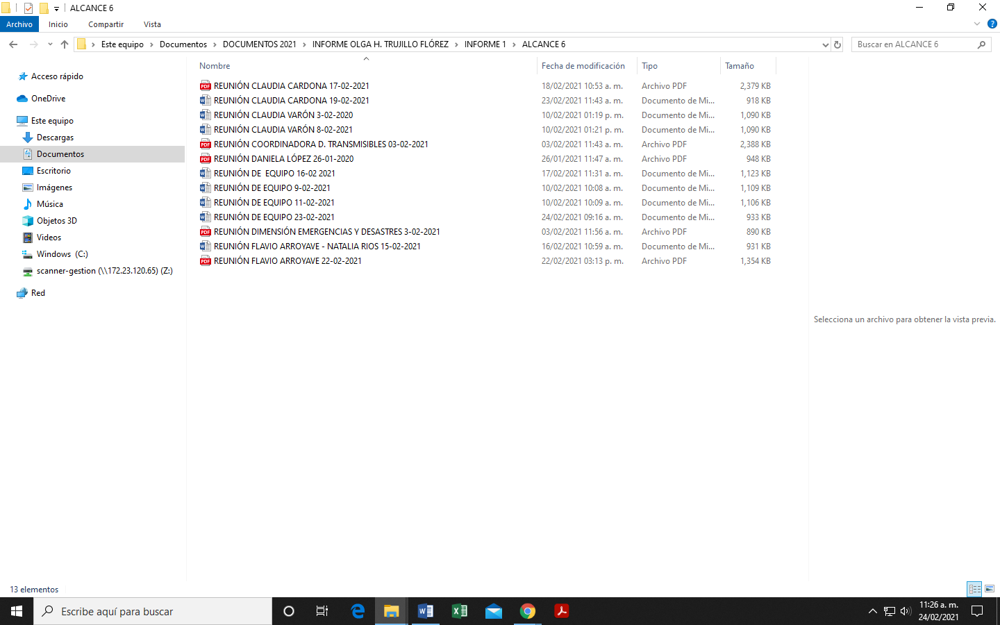 ALCANCE 6
Archivo Inicio Compartir Vista
Este equipo Documentos DOCUMENTOS 2021 INFORME OLGA H. TRUJILLO FLÓREZ INFORME 1 ALCANCE 6 Buscar en ALCANCE 6
Acceso rápido
OneDrive
Este equipo
Descargas
Documentos
Escritorio
Imágenes
Música
Objetos 3D
Videos
Windows (C:)
scanner-gestion (\\172.23.120.65) (Z:)
Red
Nombre Fecha de modificación Tipo Tamaño
REUNIÓN CLAUDIA CARDONA 17-02-2021 18/02/2021 10:53 a. m. Archivo PDF 2,379 KB
REUNIÓN CLAUDIA CARDONA 19-02-2021 23/02/2021 11:43 a. m. Documento de Mi... 918 KB
REUNIÓN CLAUDIA VARÓN 3-02-2020 10/02/2021 01:19 p. m. Documento de Mi... 1,090 KB
REUNIÓN CLAUDIA VARÓN 8-02-2021 10/02/2021 01:21 p. m. Documento de Mi... 1,090 KB
REUNIÓN COORDINADORA D. TRANSMISIBLES 03-02-2021 03/02/2021 11:43 a. m. Archivo PDF 2,388 KB
REUNIÓN DANIELA LÓPEZ 26-01-2020 26/01/2021 11:47 a. m. Archivo PDF 948 KB
REUNIÓN DE  EQUIPO 16-02 2021 17/02/2021 11:31 a. m. Documento de Mi... 1,123 KB
REUNIÓN DE EQUIPO 9-02-2021 10/02/2021 10:08 a. m. Documento de Mi... 1,109 KB
REUNIÓN DE EQUIPO 11-02-2021 10/02/2021 10:09 a. m. Documento de Mi... 1,106 KB
REUNIÓN DE EQUIPO 23-02-2021 24/02/2021 09:16 a. m. Documento de Mi... 933 KB
REUNIÓN DIMENSIÓN EMERGENCIAS Y DESASTRES 3-02-2021 03/02/2021 11:56 a. m. Archivo PDF 890 KB
REUNIÓN FLAVIO ARROYAVE - NATALIA RIOS 15-02-2021 16/02/2021 10:59 a. m. Documento de Mi... 931 KB
REUNIÓN FLAVIO ARROYAVE 22-02-2021 22/02/2021 03:13 p. m. Archivo PDF 1,354 KB
Selecciona un archivo para obtener la vista previa.
13 elementos
Escribe aquí para buscar
11:26 a. m.
24/02/2021